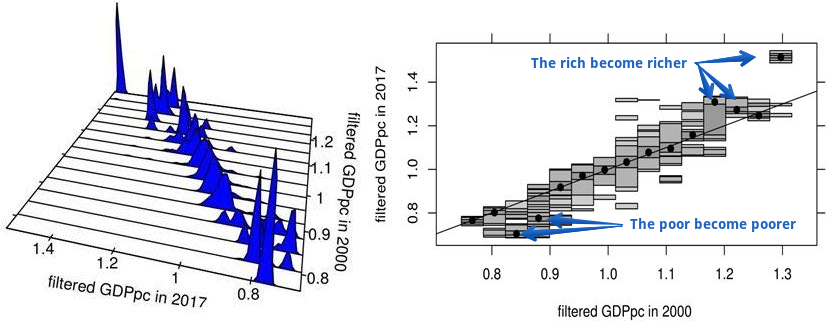 1.2
1.1
1
0.9
0.8
filtered GDPpc in 2000
1.4
1.2
1
0.8
filtered GDPpc in 2017
filtered GDPpc in 2017
1.4
1.2
1.0
0.8
The rich become richer
The poor become poorer
0.8 0.9 1.0 1.1 1.2 1.3
filtered GDPpc in 2000